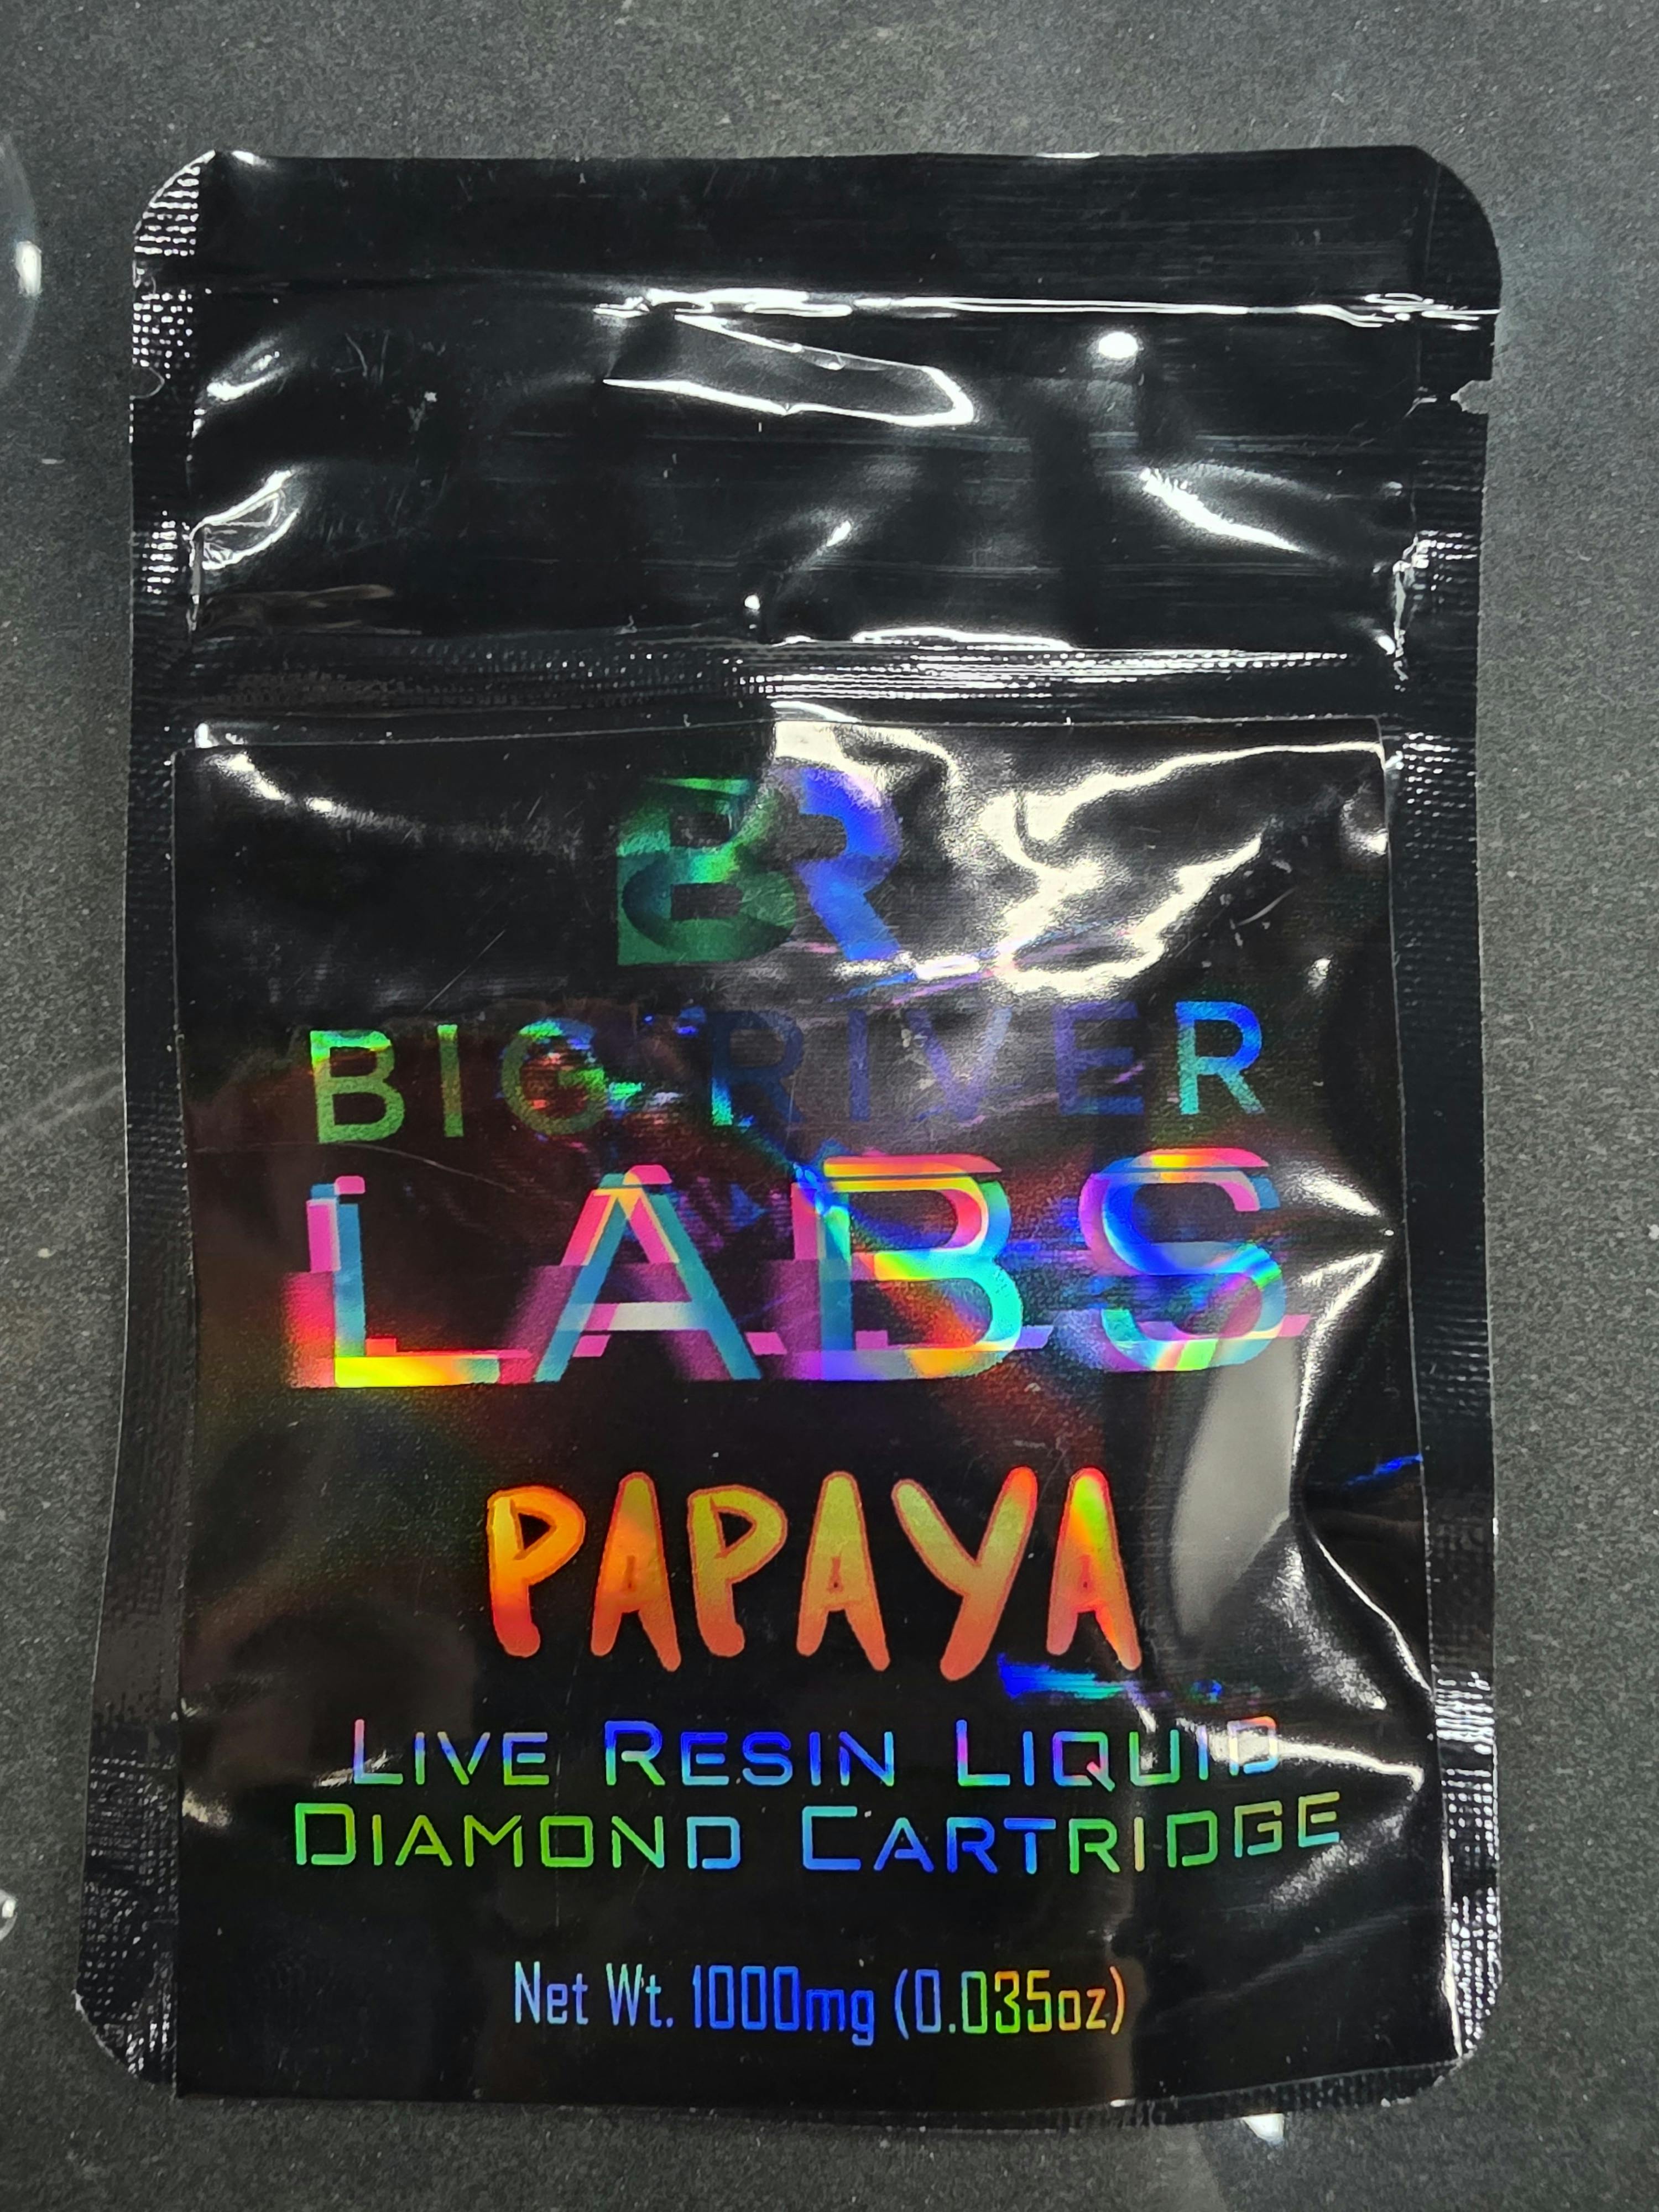 BR
BIG RIVER
LABS
PAPAYA
LIVE RESIN LIQUID
DIAMOND CARTRIDGE
Net Wt. 1000mg (0.035oz)